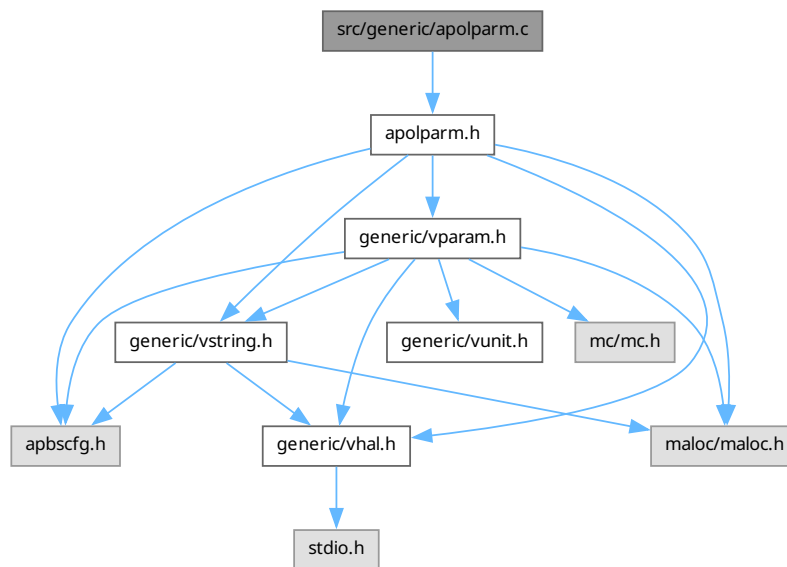 src/generic/apolparm.c
apolparm.h
generic/vparam.h
generic/vstring.h
generic/vunit.h
mc/mc.h
apbscfg.h
generic/vhal.h
maloc/maloc.h
stdio.h